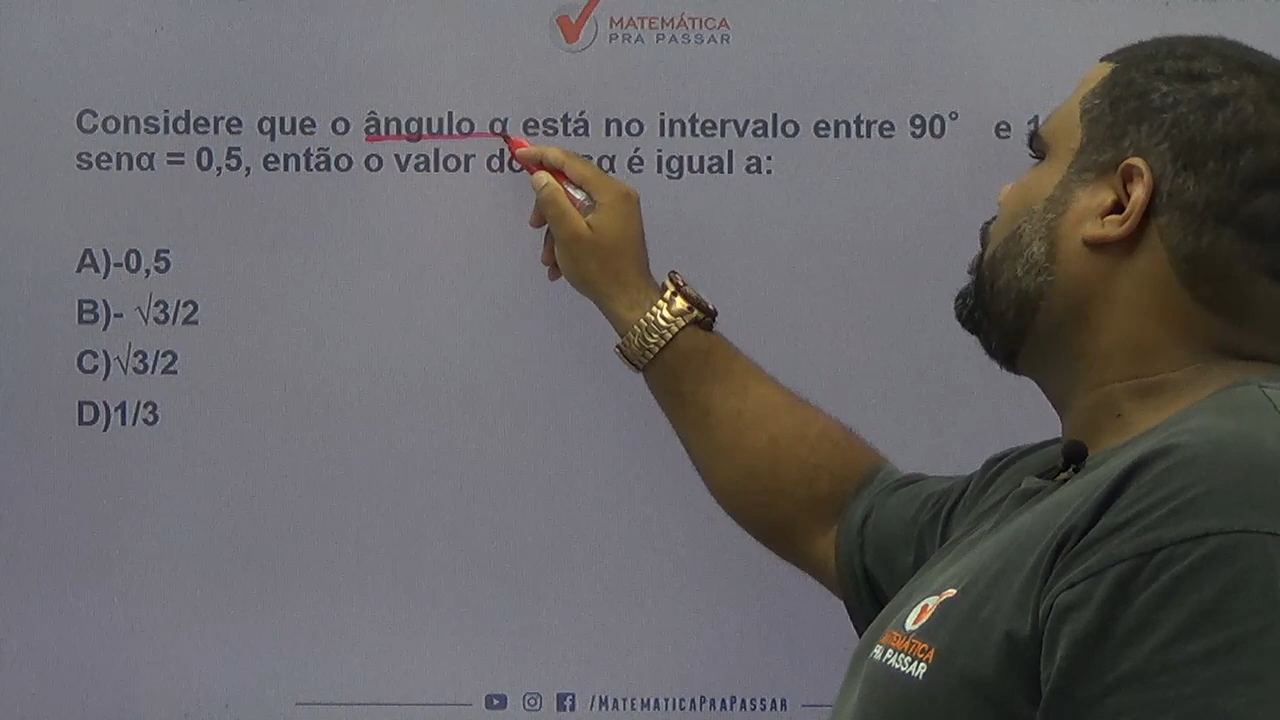 MATEMÁTICA
PRA PASSAR
Considere que o ângulo α está no intervalo entre 90° e
senα = 0,5, então o valor é igual a:
A)-0,5
B)- √3/2
C)√3/2
D)1/3
MATEMÁTICA
PRA PASSAR
/MATEMATICAPRAPASSAR